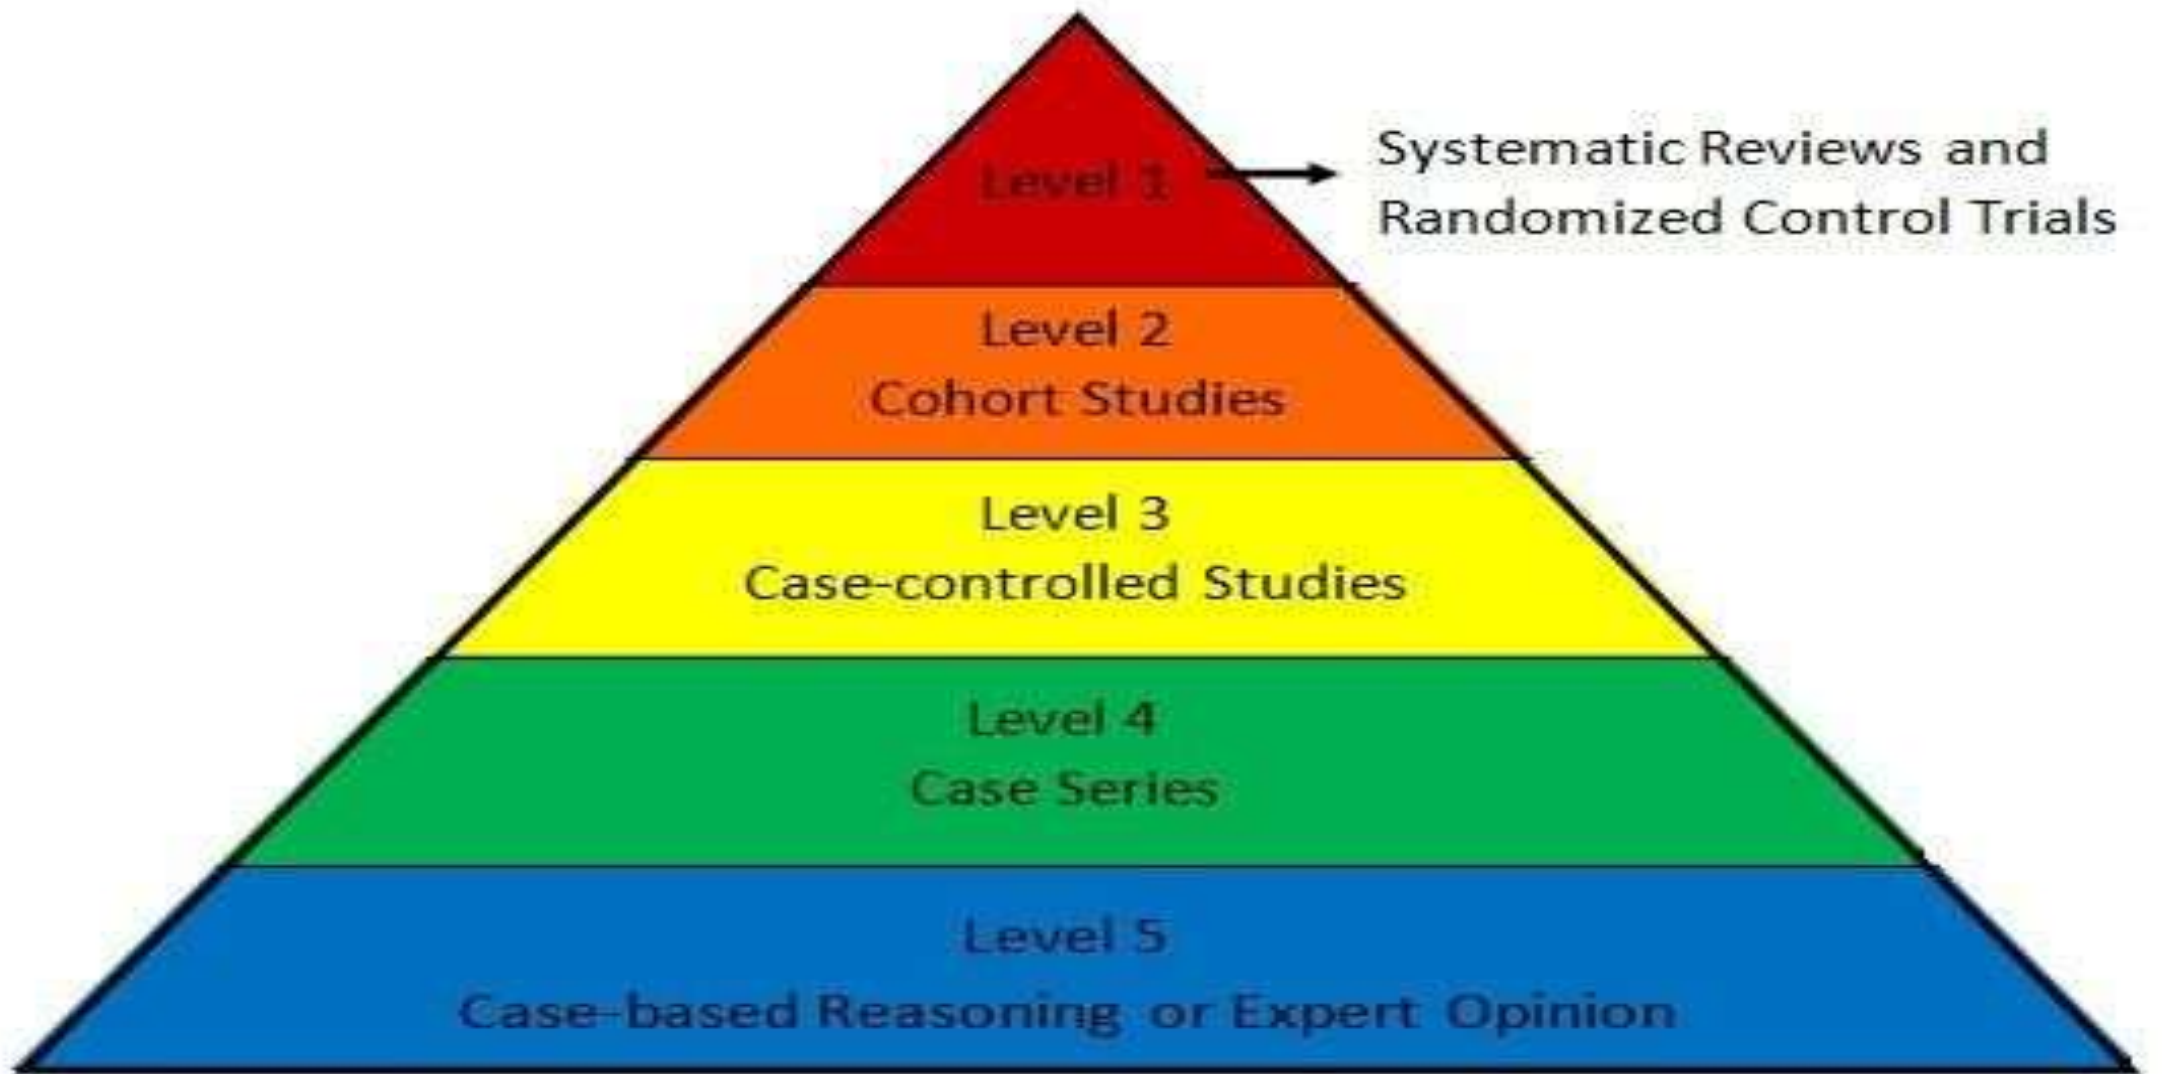 Level 1
Systematic Reviews and
Randomized Control Trials
Level 2
Cohort Studies
Level 3
Case-controlled Studies
Level 4
Case Series
Level 5
Case-based Reasoning or Expert Opinion